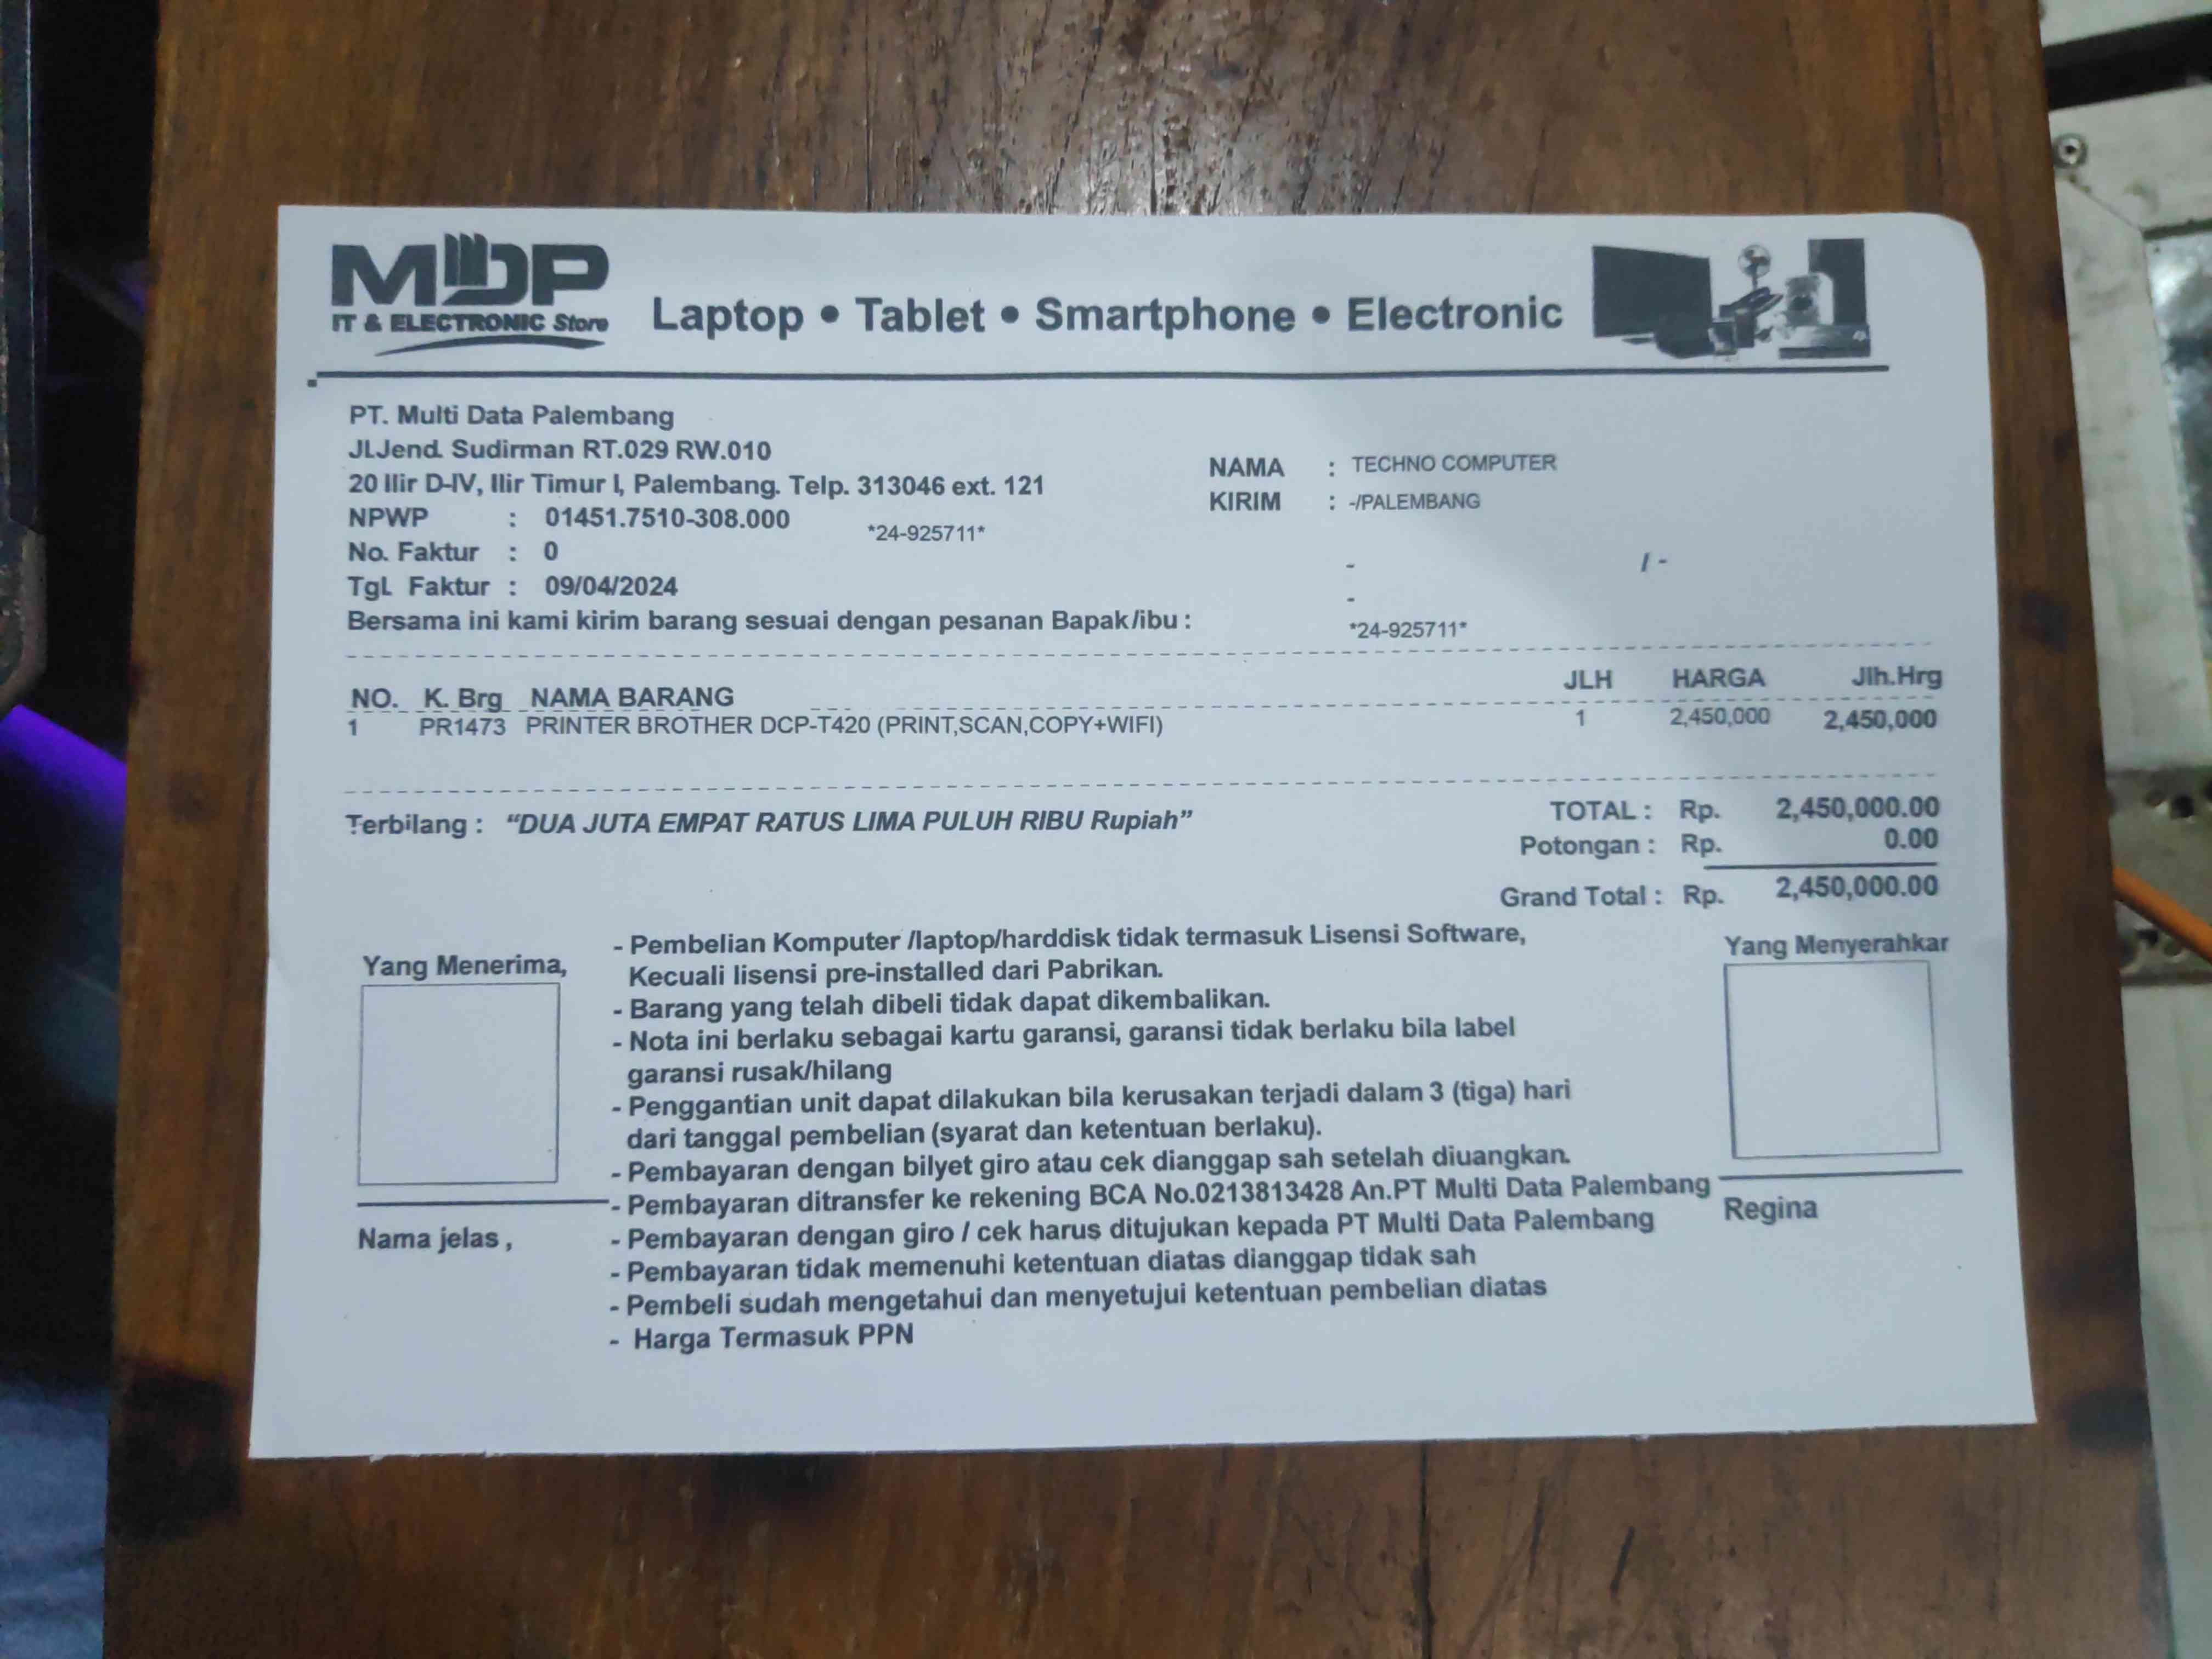 MDP
IT & ELECTRONIC Store
Laptop • Tablet • Smartphone • Electronic
PT. Multi Data Palembang
Jl.Jend. Sudirman RT.029 RW.010
20 Ilir D-IV, Ilir Timur I, Palembang. Telp. 313046 ext. 121
NPWP : 01451.7510-308.000
*24-925711*
No. Faktur : 0
Tgl. Faktur : 09/04/2024
Bersama ini kami kirim barang sesuai dengan pesanan Bapak/ibu :
NAMA : TECHNO COMPUTER
KIRIM : -/PALEMBANG
- / -
-
*24-925711*
NO. K. Brg NAMA BARANG JLH HARGA Jlh.Hrg
1 PR1473 PRINTER BROTHER DCP-T420 (PRINT,SCAN,COPY+WIFI) 1 2,450,000 2,450,000
Terbilang : “DUA JUTA EMPAT RATUS LIMA PULUH RIBU Rupiah”
TOTAL : Rp. 2,450,000.00
Potongan : Rp. 0.00
Grand Total : Rp. 2,450,000.00
Yang Menerima,
Nama jelas ,
- Pembelian Komputer /laptop/harddisk tidak termasuk Lisensi Software,
Kecuali lisensi pre-installed dari Pabrikan.
- Barang yang telah dibeli tidak dapat dikembalikan.
- Nota ini berlaku sebagai kartu garansi, garansi tidak berlaku bila label
garansi rusak/hilang
- Penggantian unit dapat dilakukan bila kerusakan terjadi dalam 3 (tiga) hari
dari tanggal pembelian (syarat dan ketentuan berlaku).
- Pembayaran dengan bilyet giro atau cek dianggap sah setelah diuangkan.
- Pembayaran ditransfer ke rekening BCA No.0213813428 An.PT Multi Data Palembang
- Pembayaran dengan giro / cek harus ditujukan kepada PT Multi Data Palembang
- Pembayaran tidak memenuhi ketentuan diatas dianggap tidak sah
- Pembeli sudah mengetahui dan menyetujui ketentuan pembelian diatas
- Harga Termasuk PPN
Yang Menyerahkar
Regina